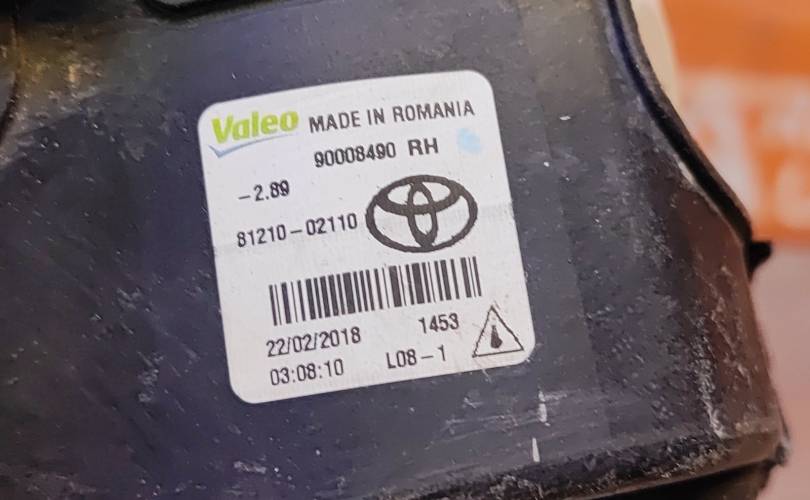 Valeo MADE IN ROMANIA
90008490 RH
-2.89
81210-02110
22/02/2018 1453
03:08:10 L08-1